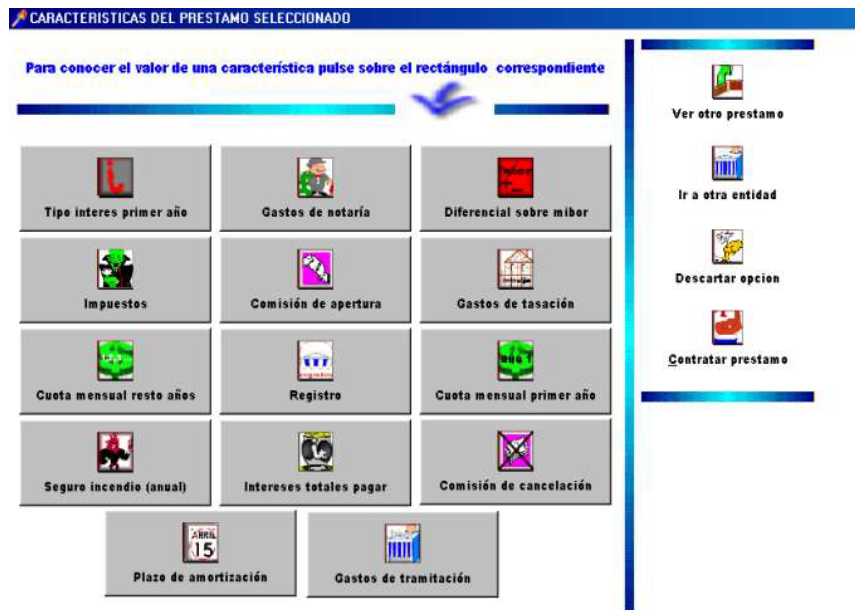 CARACTERISTICAS DEL PRESTAMO SELECCIONADO
Para conocer el valor de una característica pulse sobre el rectángulo correspondiente
Tipo interes primer año
Gastos de notaría
Diferencial sobre mibor
Impuestos
Comisión de apertura
Gastos de tasación
Cuota mensual resto años
Registro
Cuota mensual primer año
Seguro incendio (anual)
Intereses totales pagar
Comisión de cancelación
ABRIL
15
Plazo de amortización
Gastos de tramitación
Ver otro prestamo
Ir a otra entidad
Descartar opcion
Contratar prestamo